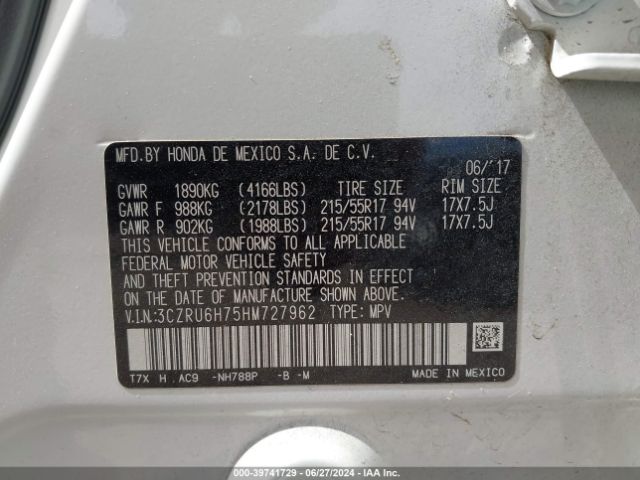 MFD.BY HONDA DE MEXICO S.A. DE C.V.
06/'17
GVWR 1890KG (4166LBS) TIRE SIZE RIM SIZE
GAWR F 988KG (2178LBS) 215/55R17 94V 17X7.5J
GAWR R 902KG (1988LBS) 215/55R17 94V 17X7.5J
THIS VEHICLE CONFORMS TO ALL APPLICABLE
FEDERAL MOTOR VEHICLE SAFETY
AND THEFT PREVENTION STANDARDS IN EFFECT
ON THE DATE OF MANUFACTURE SHOWN ABOVE.
V.I.N:3CZRU6H75HM727962 TYPE: MPV
T7X H .AC9 -NH788P -B -M MADE IN MEXICO
000-39741729 - 06/27/2024 - IAA Inc.